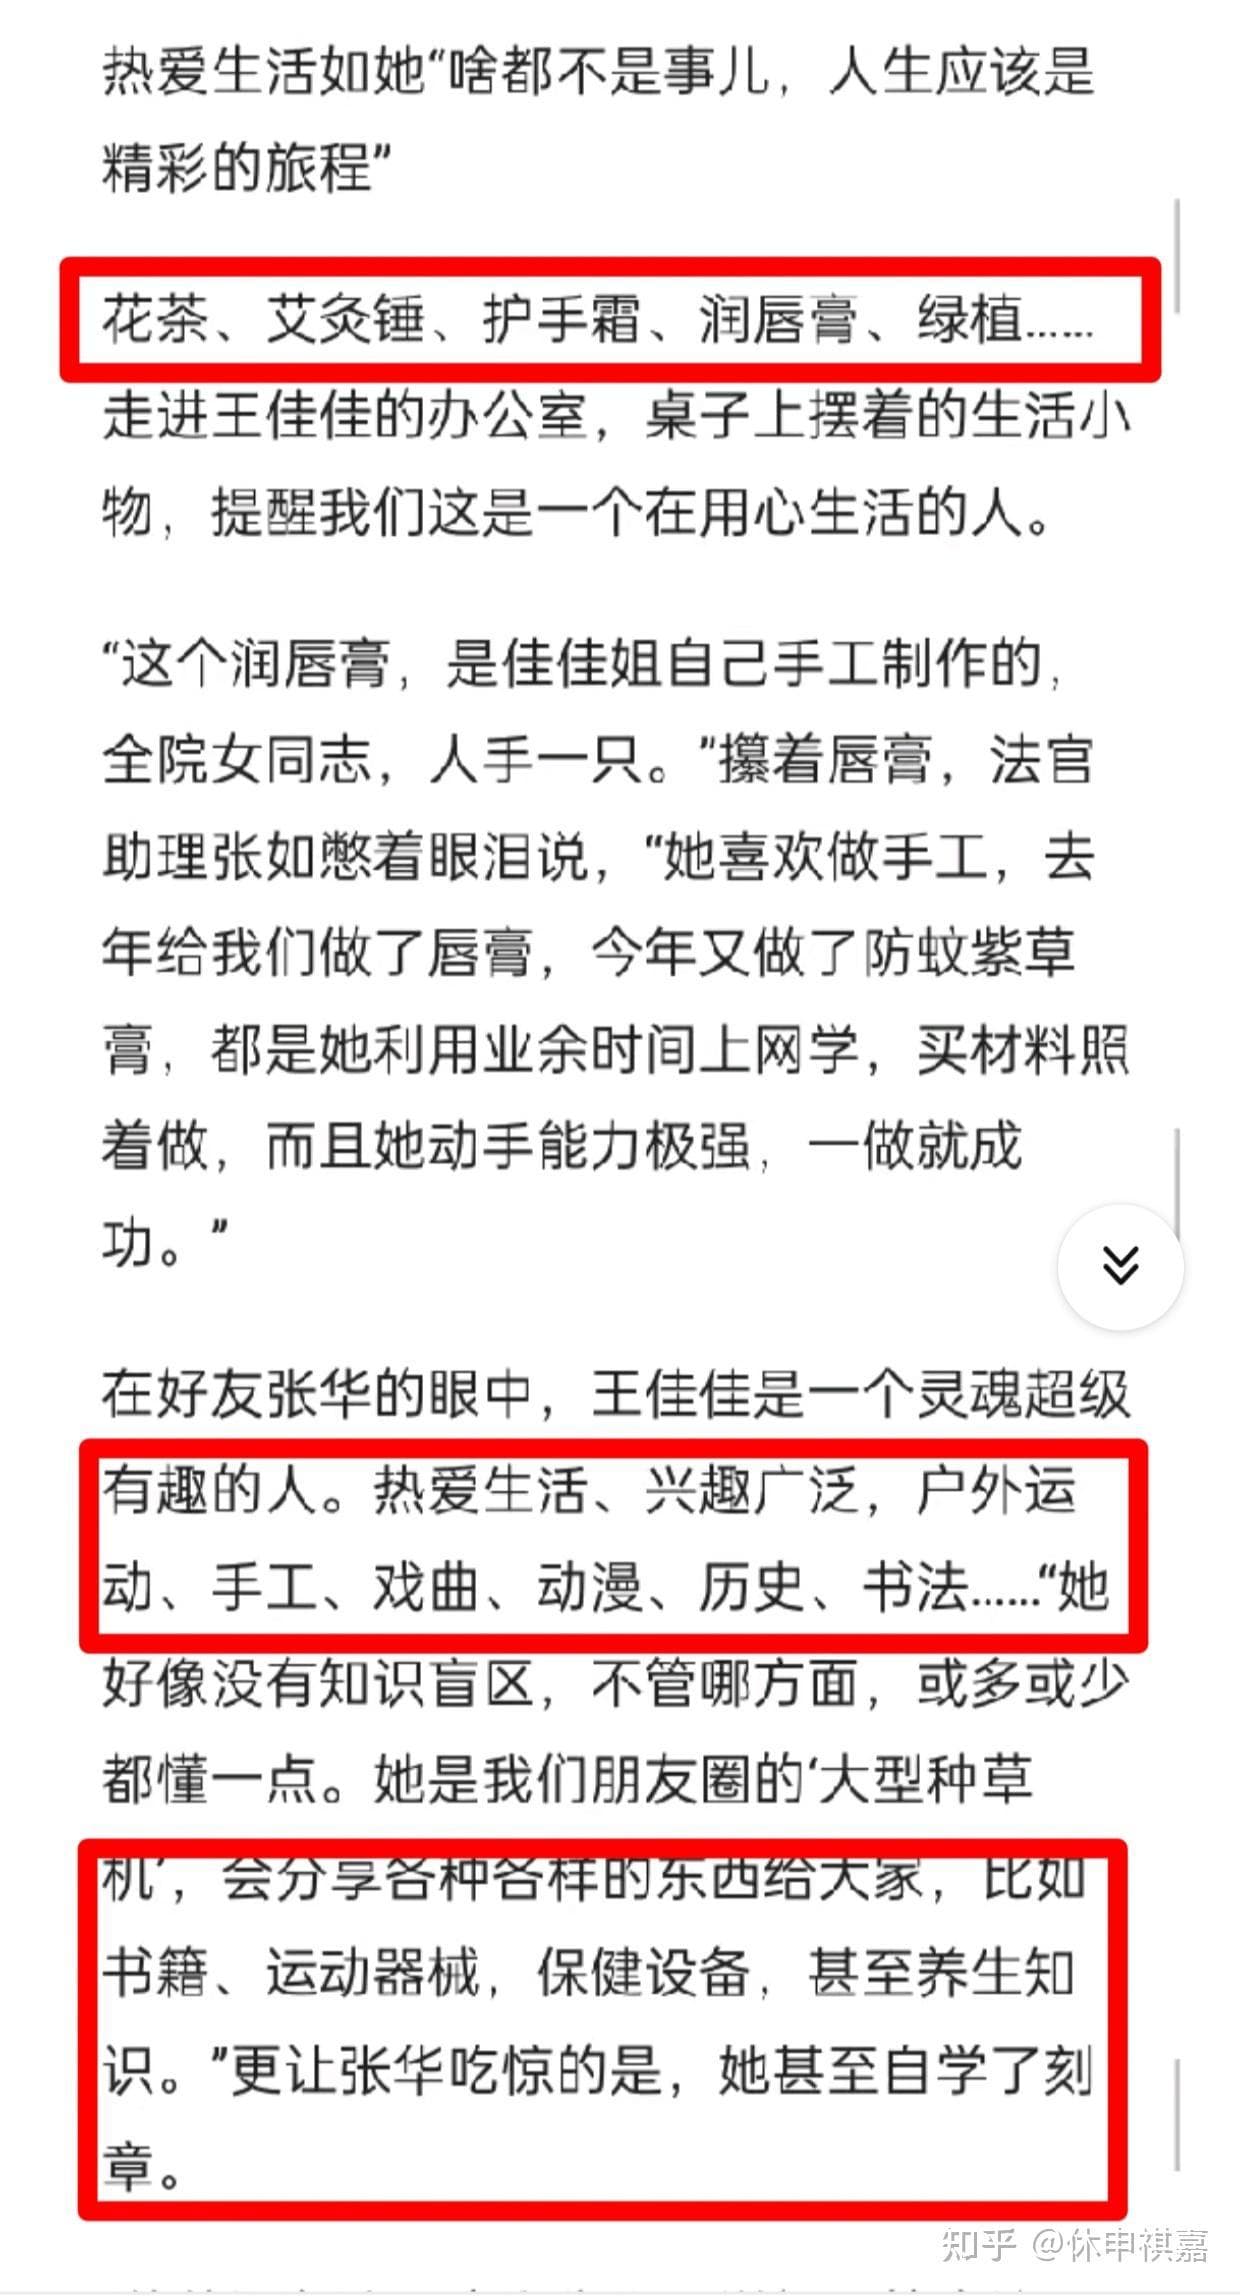 热爱生活如她“啥都不是事儿，人生应该是
精彩的旅程”
花茶、艾灸锤、护手霜、润唇膏、绿植……
走进王佳佳的办公室，桌子上摆着的生活小
物，提醒我们这是一个在用心生活的人。
“这个润唇膏，是佳佳姐自己手工制作的，
全院女同志，人手一只。”攥着唇膏，法官
助理张如憋着眼泪说，“她喜欢做手工，去
年给我们做了唇膏，今年又做了防蚊紫草
膏，都是她利用业余时间上网学，买材料照
着做，而且她动手能力极强，一做就成
功。”
在好友张华的眼中，王佳佳是一个灵魂超级
有趣的人。热爱生活、兴趣广泛，户外运
动、手工、戏曲、动漫、历史、书法……“她
好像没有知识盲区，不管哪方面，或多或少
都懂一点。她是我们朋友圈的‘大型种草
机’，会分享各种各样的东西给大家，比如
书籍、运动器械，保健设备，甚至养生知
识。”更让张华吃惊的是，她甚至自学了刻
章。
知乎 @休申祺嘉